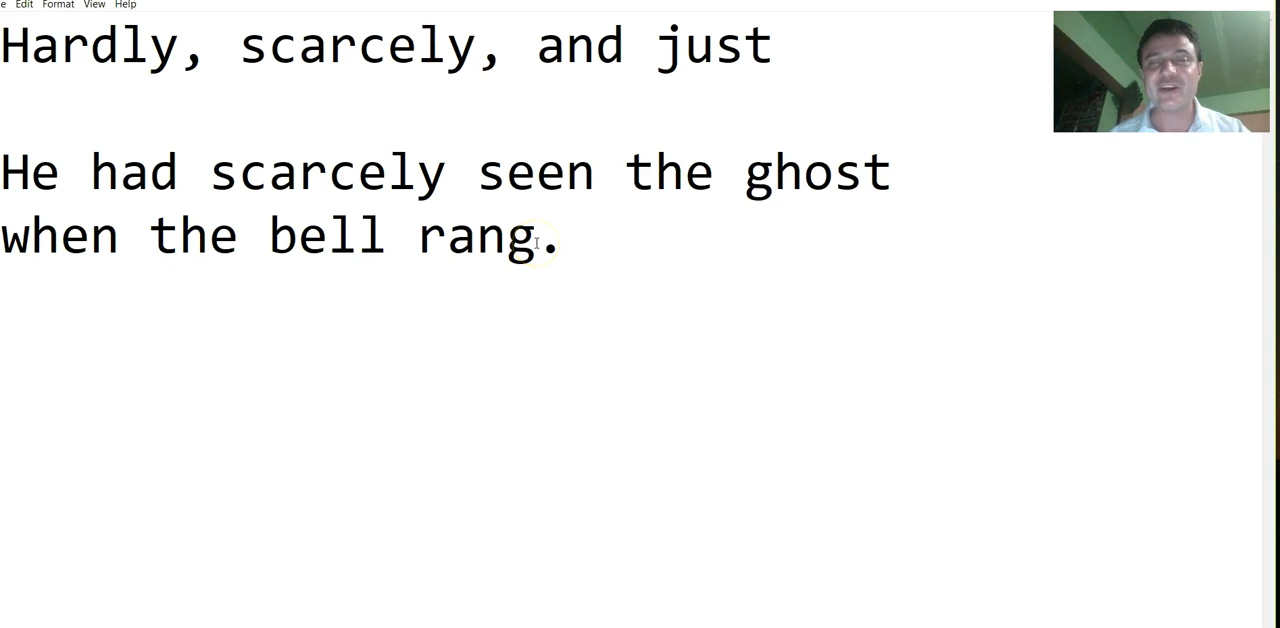 e Edit Format View Help
Hardly, scarcely, and just
He had scarcely seen the ghost
when the bell rang.